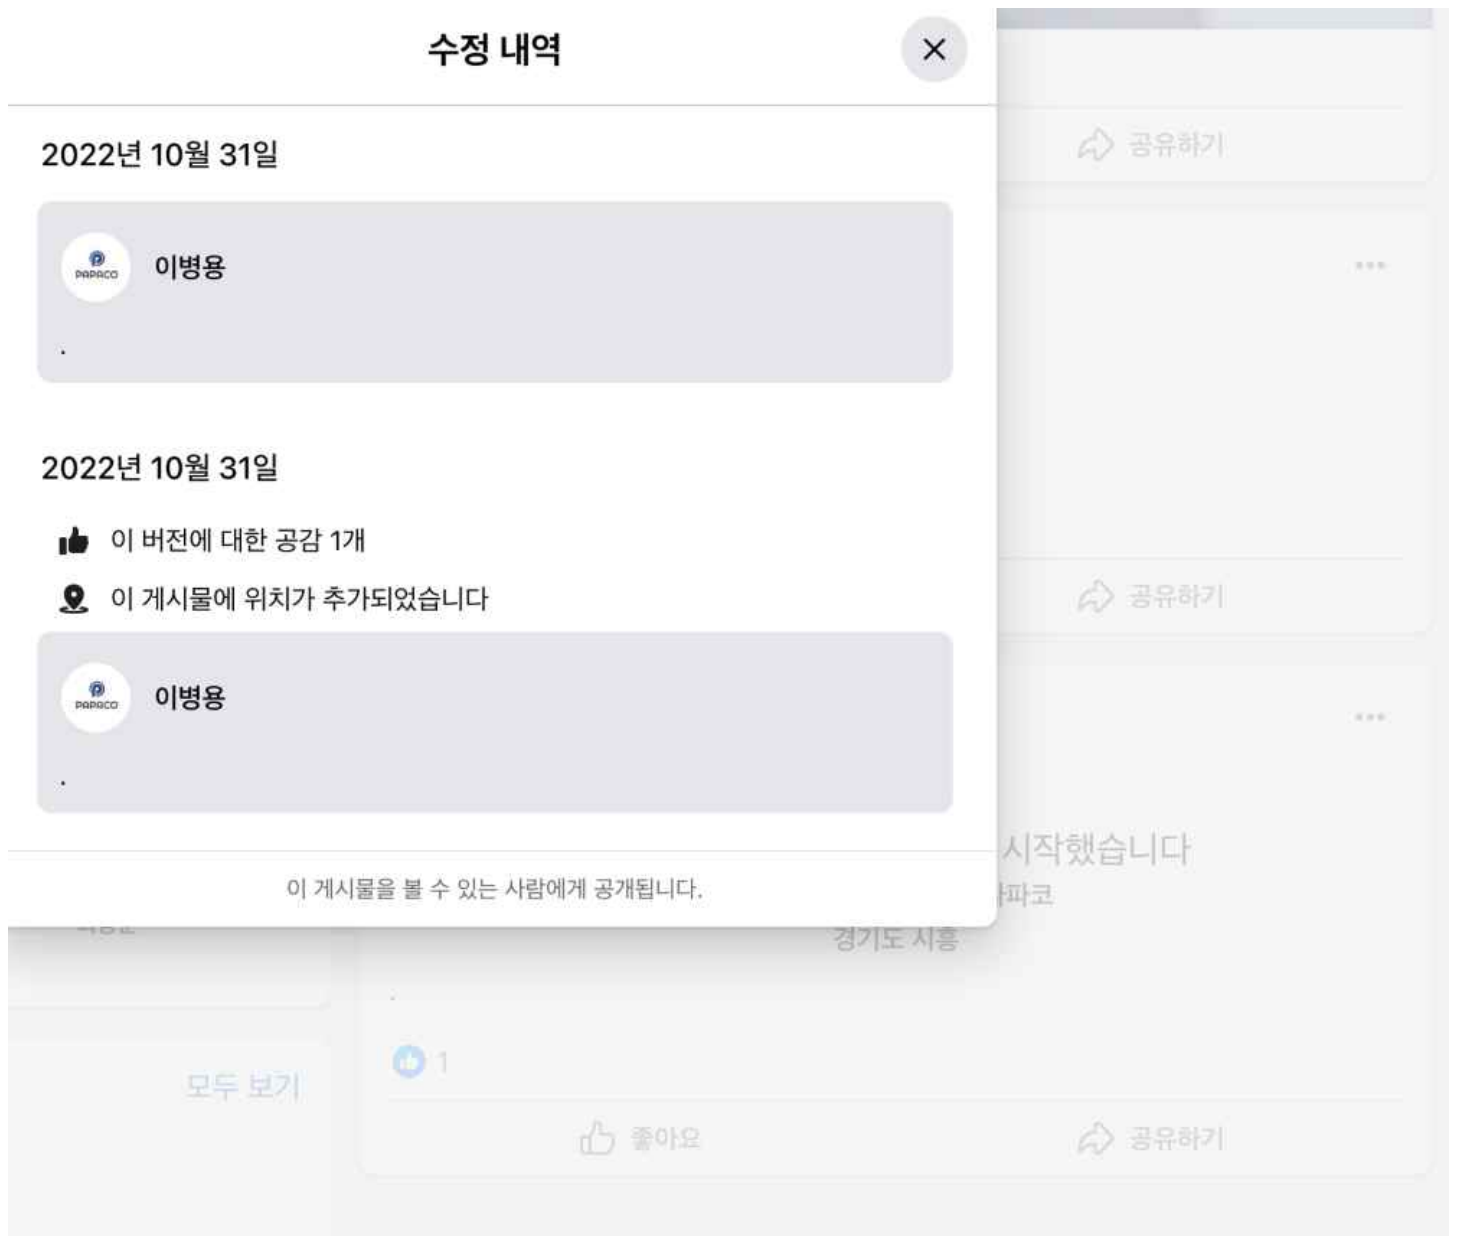 수정 내역
2022년 10월 31일
PAPACO
이병용
.
2022년 10월 31일
이 버전에 대한 공감 1개
이 게시물에 위치가 추가되었습니다
PAPACO
이병용
.
이 게시물을 볼 수 있는 사람에게 공개됩니다.
공유하기
공유하기
시작했습니다
파코
경기도 시흥
.
1
모두 보기
좋아요
공유하기